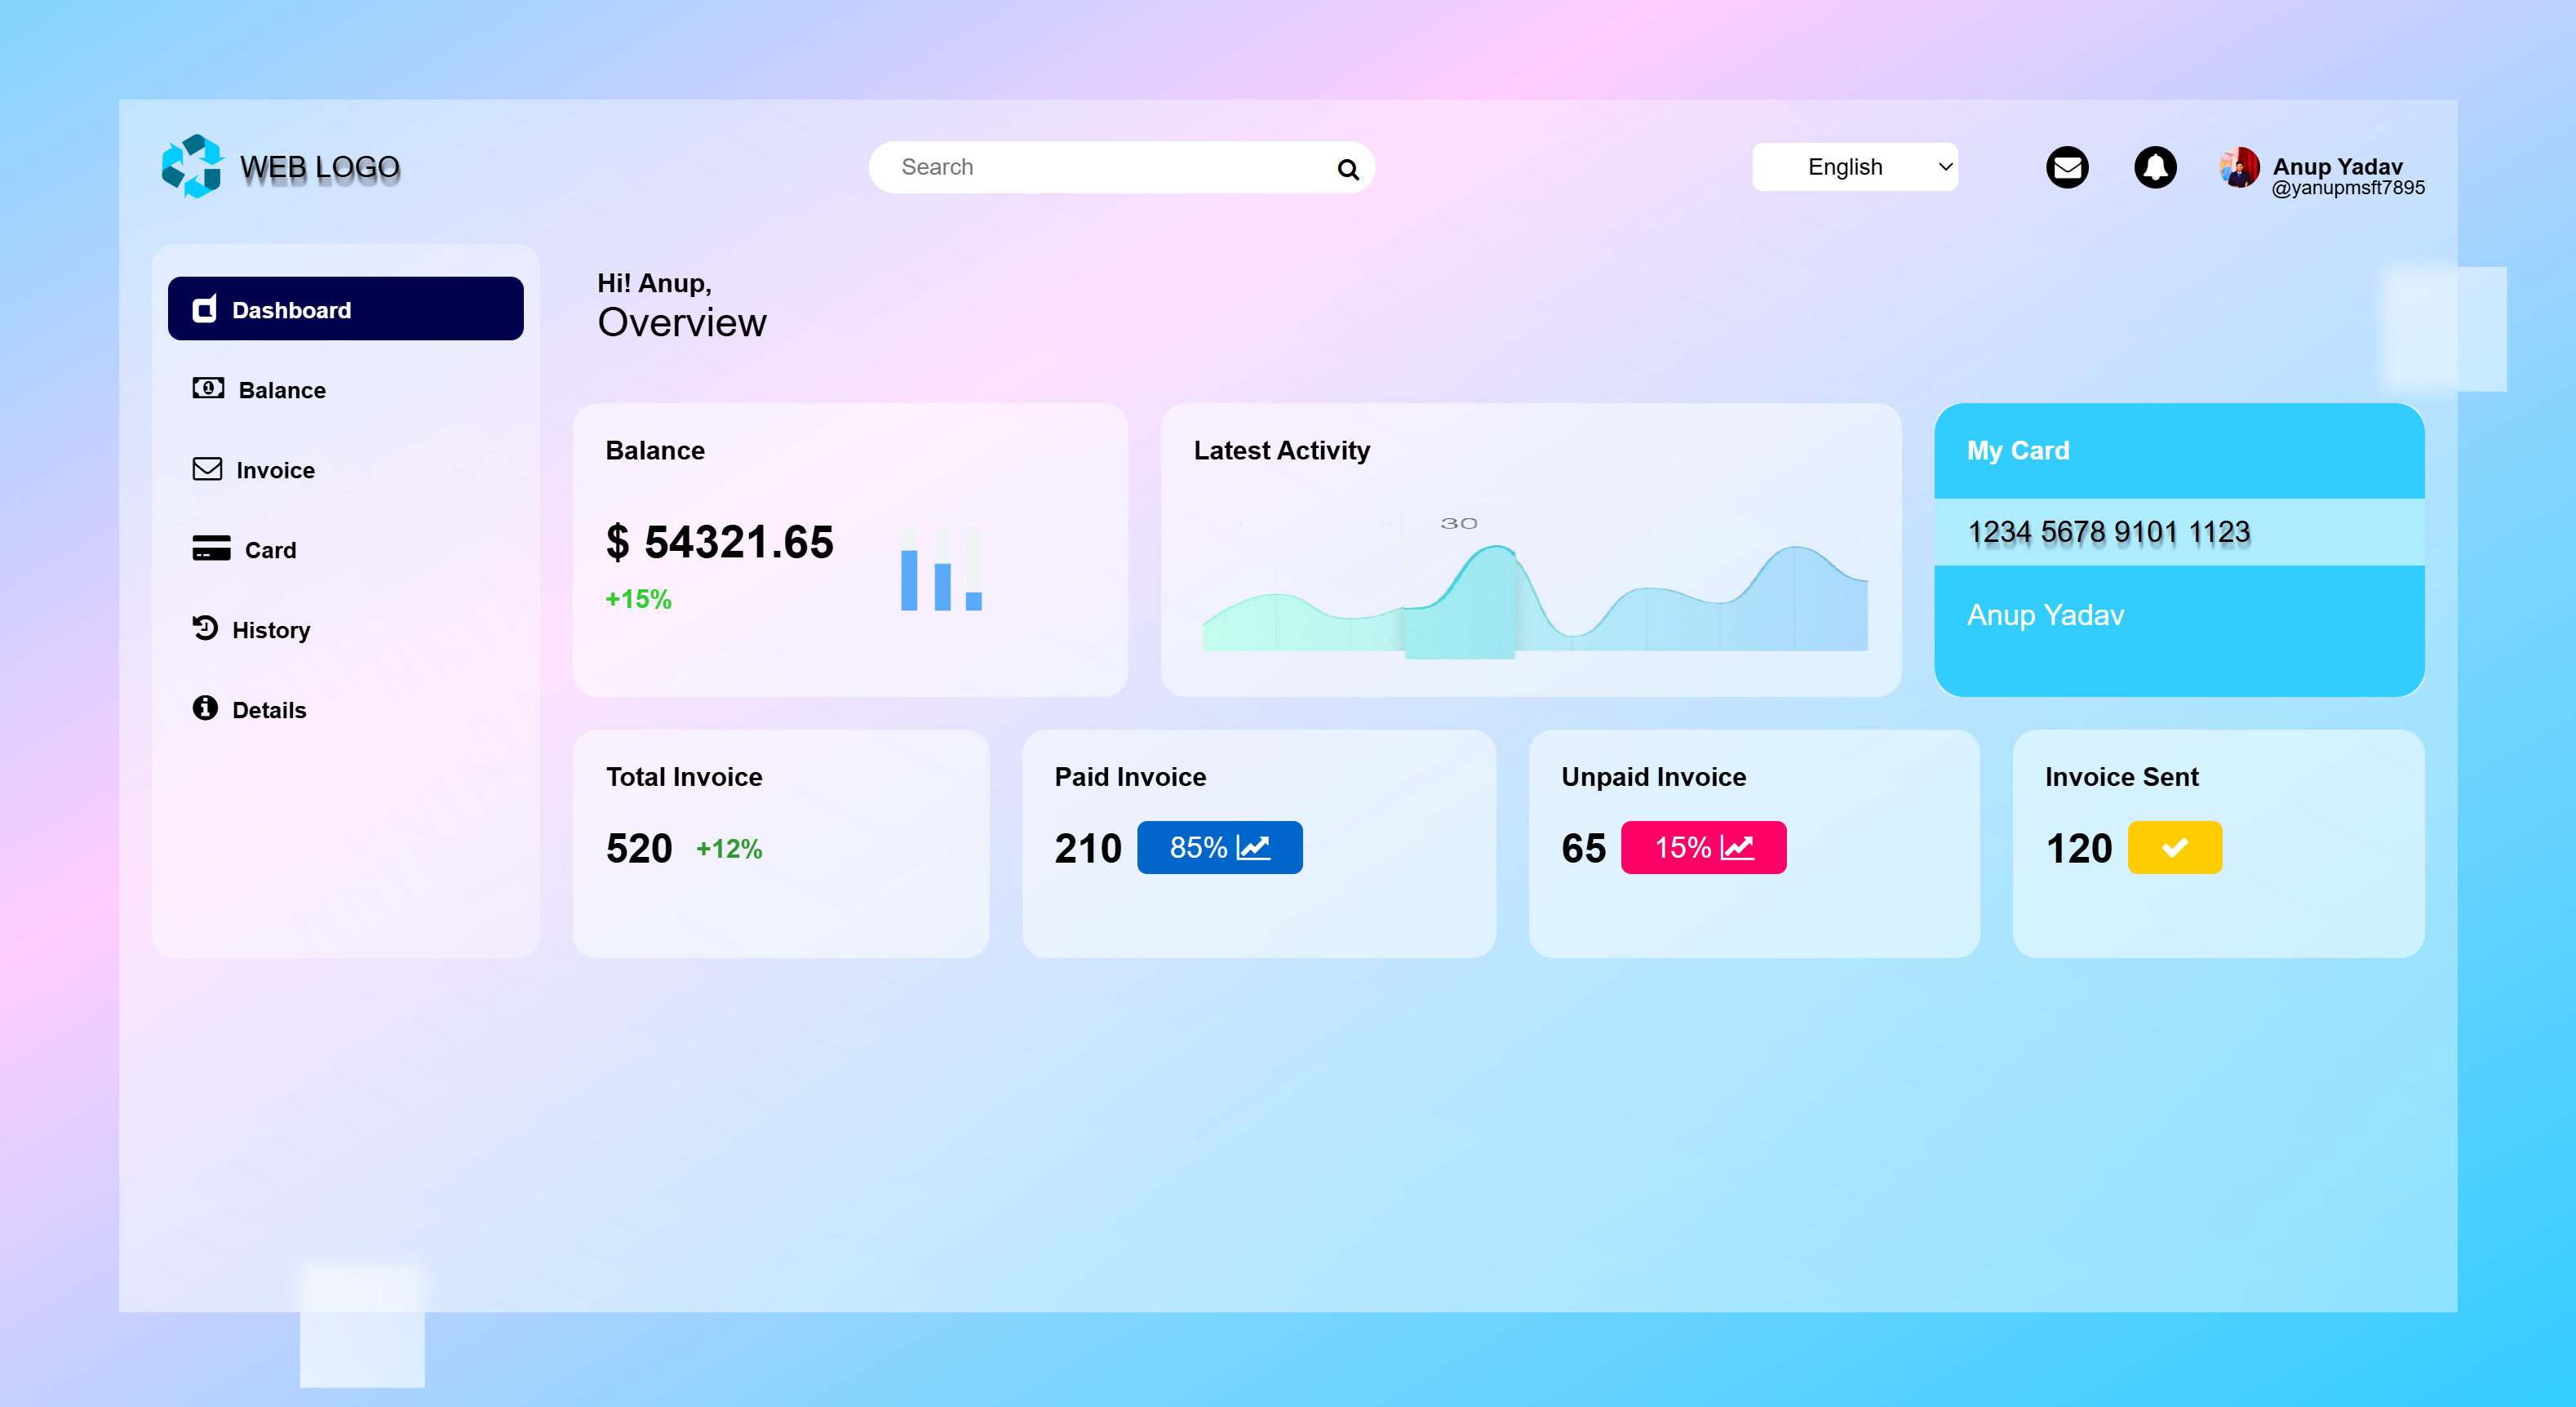 WEB LOGO
Search
English
Anup Yadav
@yanupmsft7895
Dashboard
Balance
Invoice
Card
History
Details
Hi! Anup,
Overview
Balance
$ 54321.65
+15%
Latest Activity
30
My Card
1234 5678 9101 1123
Anup Yadav
Total Invoice
520 +12%
Paid Invoice
210 85%
Unpaid Invoice
65 15%
Invoice Sent
120